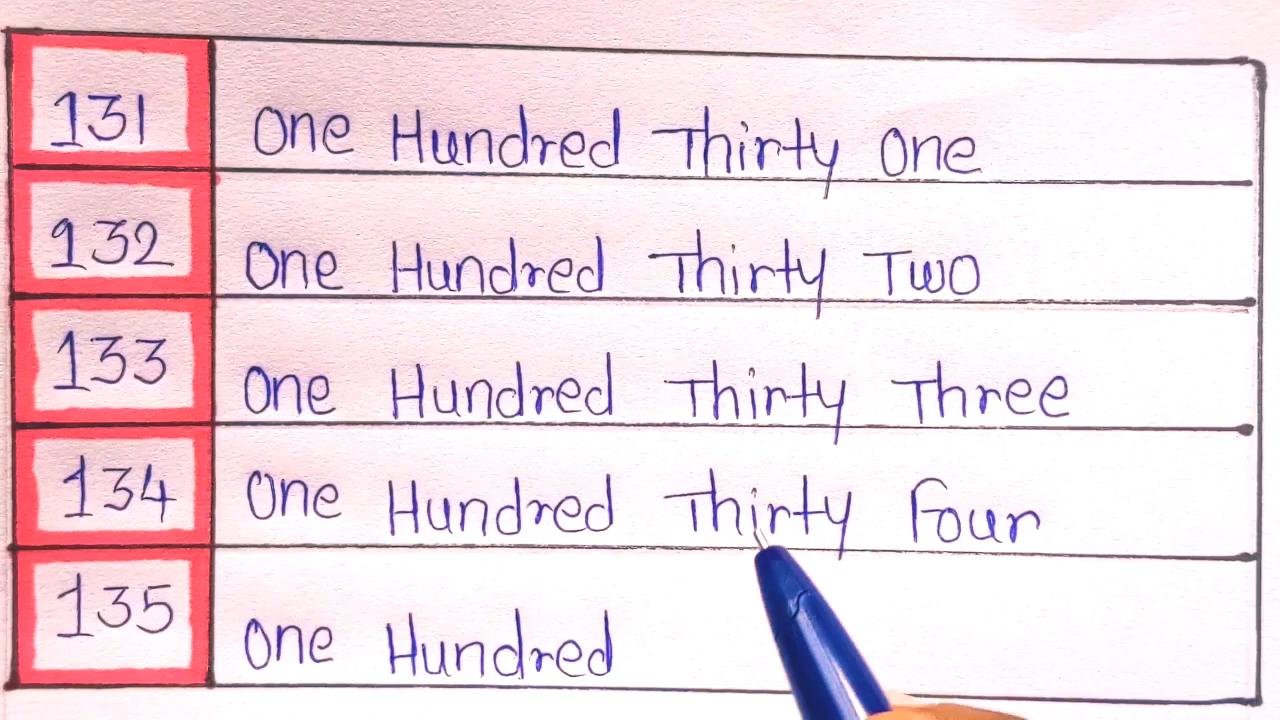 131 One Hundred Thirty One
132 One Hundred Thirty Two
133 One Hundred Thirty Three
134 One Hundred Thirty Four
135 One Hundred